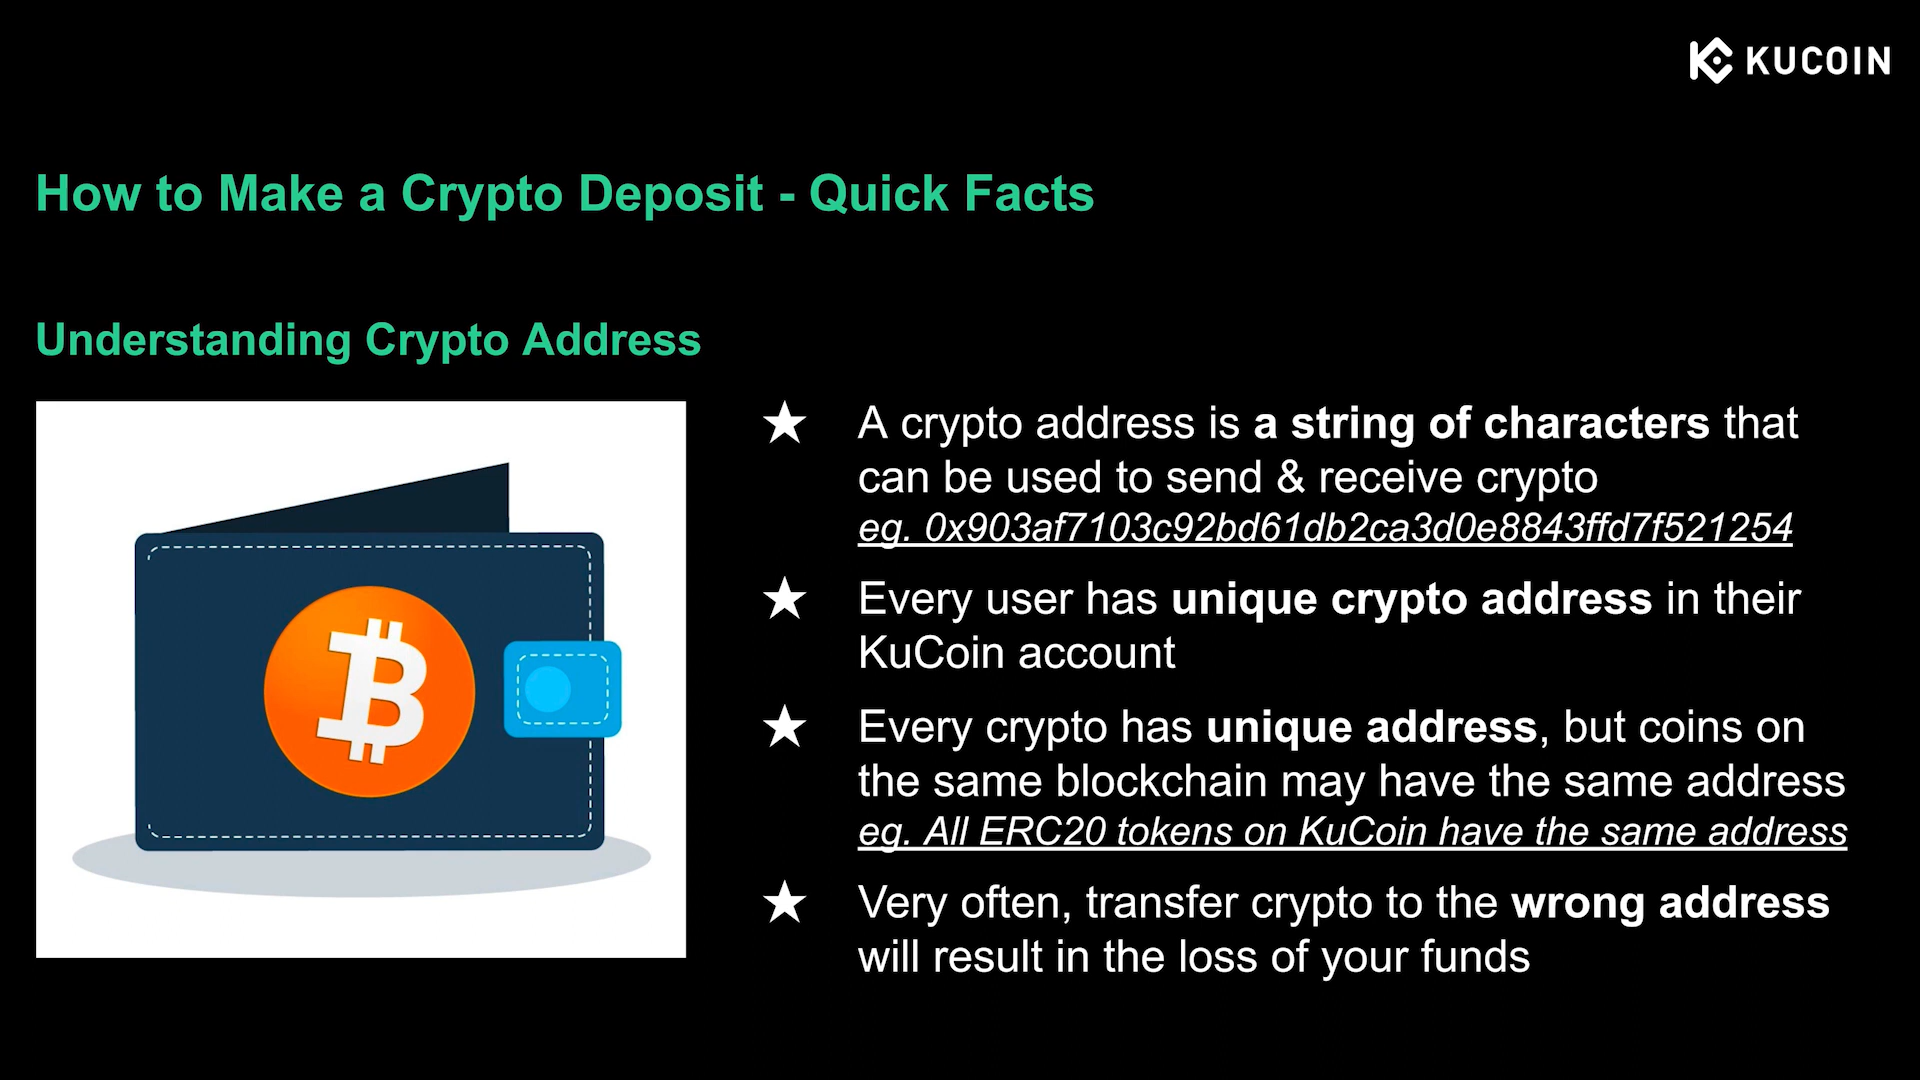 KUCOIN
How to Make a Crypto Deposit - Quick Facts
Understanding Crypto Address
★ A crypto address is a string of characters that
can be used to send & receive crypto
eg. 0x903af7103c92bd61db2ca3d0e8843ffd7f521254
★ Every user has unique crypto address in their
KuCoin account
★ Every crypto has unique address, but coins on
the same blockchain may have the same address
eg. All ERC20 tokens on KuCoin have the same address
★ Very often, transfer crypto to the wrong address
will result in the loss of your funds